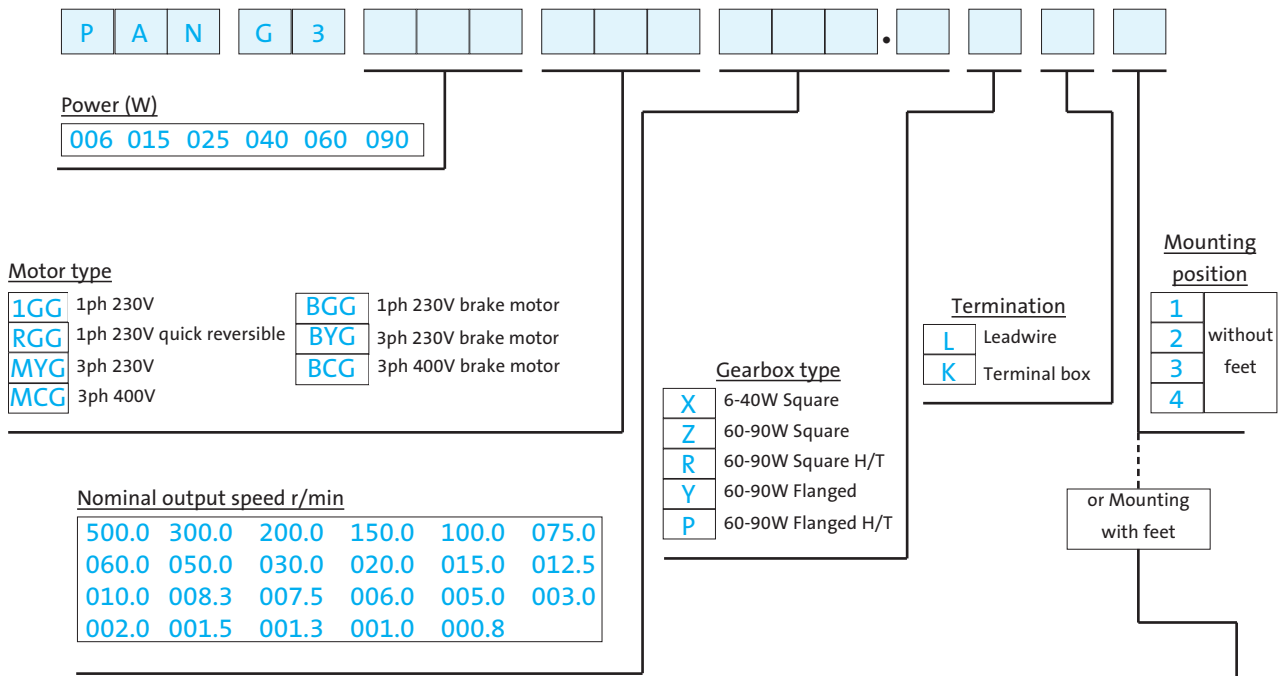 P A N G 3 .
Power (W)
006 015 025 040 060 090
Motor type
1GG 1ph 230V
RGG 1ph 230V quick reversible
MYG 3ph 230V
MCG 3ph 400V
BGG 1ph 230V brake motor
BYG 3ph 230V brake motor
BCG 3ph 400V brake motor
Nominal output speed r/min
500.0 300.0 200.0 150.0 100.0 075.0
060.0 050.0 030.0 020.0 015.0 012.5
010.0 008.3 007.5 006.0 005.0 003.0
002.0 001.5 001.3 001.0 000.8
Gearbox type
X 6-40W Square
Z 60-90W Square
R 60-90W Square H/T
Y 60-90W Flanged
P 60-90W Flanged H/T
Termination
L Leadwire
K Terminal box
Mounting
position
1
2
3
4
without
feet
or Mounting
with feet